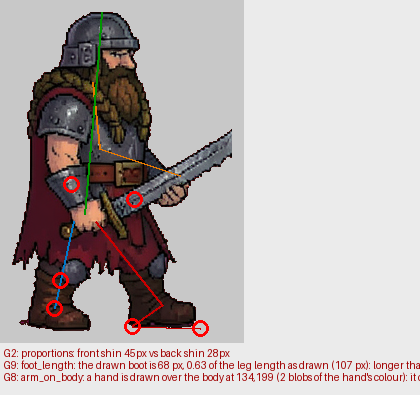 G2: proportions: front shin 45px vs back shin 28px
G9: foot_length: the drawn boot is 68 px, 0.63 of the leg length as drawn (107 px): longer tha
G8: arm_on_body: a hand is drawn over the body at 134,199 (2 blobs of the hand's colour): it